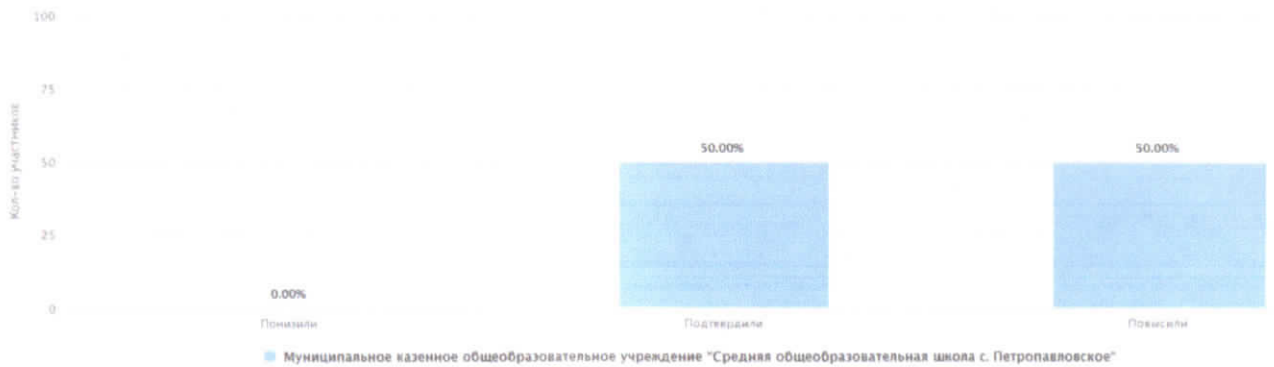 100
75
50
25
0
Кол-во участников
0.00%
50.00%
50.00%
Понизили
Подтвердили
Повысили
Муниципальное казенное общеобразовательное учреждение "Средняя общеобразовательная школа с. Петропавловское"